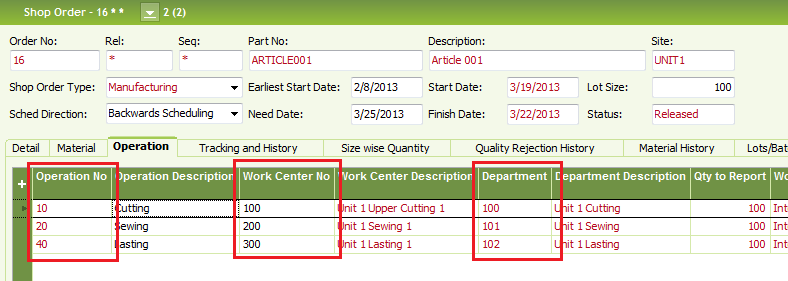 Shop Order - 16 * * 2 (2)
Order No: Rel: Seq: Part No: Description: Site:
16 * * ARTICLE001 Article 001 UNIT1
Shop Order Type: Manufacturing Earliest Start Date: 2/8/2013 Start Date: 3/19/2013 Lot Size: 100
Sched Direction: Backwards Scheduling Need Date: 3/25/2013 Finish Date: 3/22/2013 Status: Released
Detail Material Operation Tracking and History Size wise Quantity Quality Rejection History Material History Lots/Bat
Operation No Operation Description Work Center No Work Center Description Department Department Description Qty to Report Wo
10 Cutting 100 Unit 1 Upper Cutting 1 100 Unit 1 Cutting 100 Int
20 Sewing 200 Unit 1 Sewing 1 101 Unit 1 Sewing 100 Int
40 Lasting 300 Unit 1 Lasting 1 102 Unit 1 Lasting 100 Int